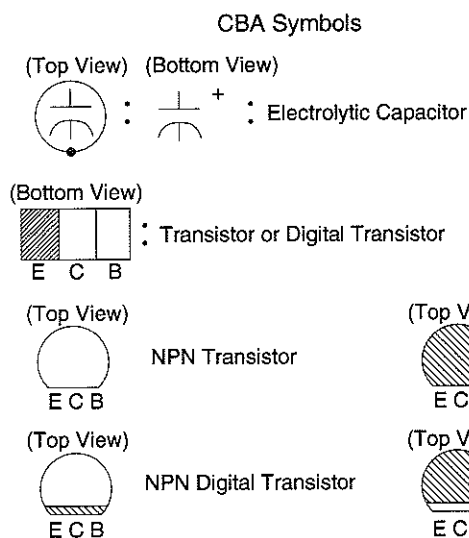 CBA Symbols
(Top View) (Bottom View)
+
: : Electrolytic Capacitor
(Bottom View)
: Transistor or Digital Transistor
E C B
(Top View) (Top V
NPN Transistor
E C B E C
(Top View) (Top V
NPN Digital Transistor
E C B E C